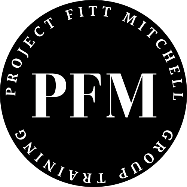 PROJECT FITT MITCHELL
PFM
GROUP TRAINING